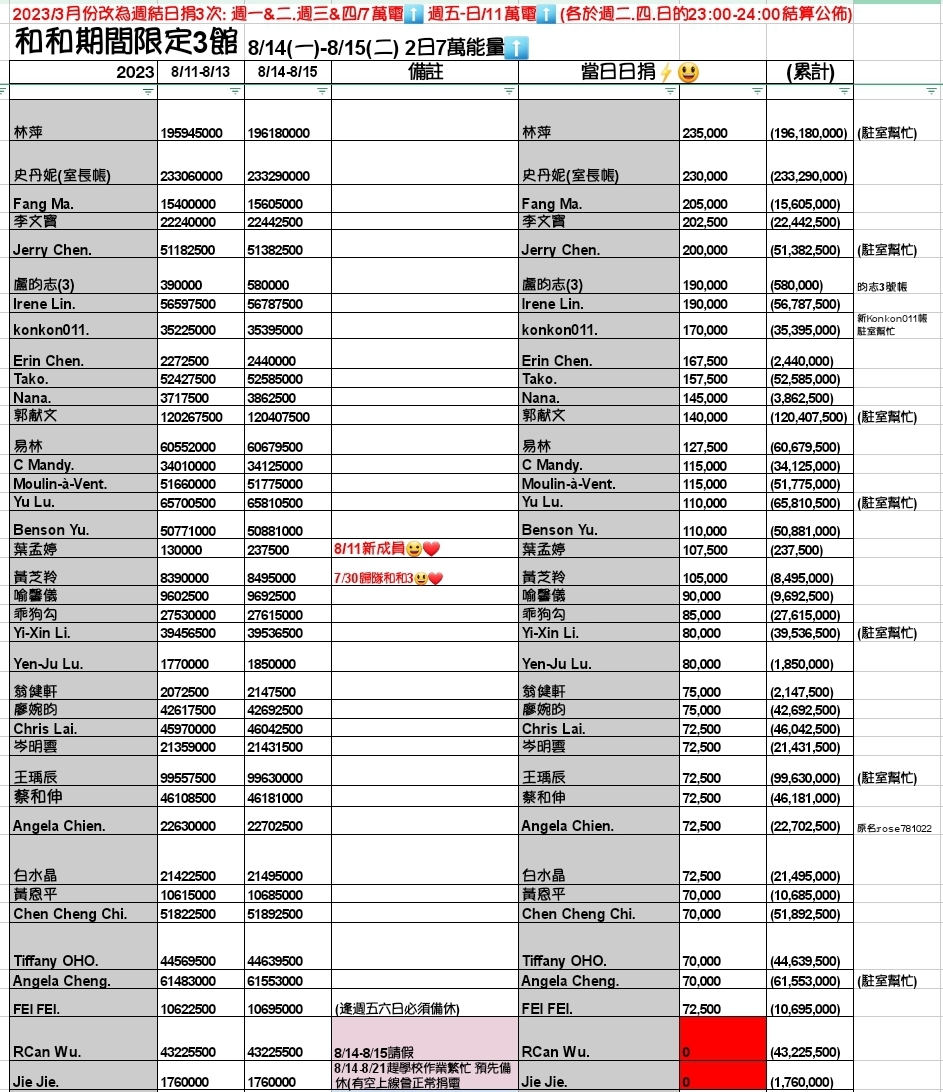 2023/3月份改為週結日捐3次: 週一&二.週三&四/7萬電⬆️ 週五-日/11萬電⬆️ (各於週二.四.日的23:00-24:00結算公佈)
和和期間限定3館 8/14(一)-8/15(二) 2日7萬能量⬆️
2023 8/11-8/13 8/14-8/15 備註 當日日捐⚡😃 (累計)
林萍 195945000 196180000 林萍 235,000 (196,180,000) (駐室幫忙)
史丹妮(室長帳) 233060000 233290000 史丹妮(室長帳) 230,000 (233,290,000)
Fang Ma. 15400000 15605000 Fang Ma. 205,000 (15,605,000)
李文寶 22240000 22442500 李文寶 202,500 (22,442,500)
Jerry Chen. 51182500 51382500 Jerry Chen. 200,000 (51,382,500) (駐室幫忙)
盧昀志(3) 390000 580000 盧昀志(3) 190,000 (580,000) 昀志3號帳
Irene Lin. 56597500 56787500 Irene Lin. 190,000 (56,787,500)
konkon011. 35225000 35395000 konkon011. 170,000 (35,395,000) 新Konkon011帳
駐室幫忙
Erin Chen. 2272500 2440000 Erin Chen. 167,500 (2,440,000)
Tako. 52427500 52585000 Tako. 157,500 (52,585,000)
Nana. 3717500 3862500 Nana. 145,000 (3,862,500)
郭献文 120267500 120407500 郭献文 140,000 (120,407,500) (駐室幫忙)
易林 60552000 60679500 易林 127,500 (60,679,500)
C Mandy. 34010000 34125000 C Mandy. 115,000 (34,125,000)
Moulin-à-Vent. 51660000 51775000 Moulin-à-Vent. 115,000 (51,775,000)
Yu Lu. 65700500 65810500 Yu Lu. 110,000 (65,810,500) (駐室幫忙)
Benson Yu. 50771000 50881000 Benson Yu. 110,000 (50,881,000)
葉孟婷 130000 237500 8/11新成員😃❤️ 葉孟婷 107,500 (237,500)
黃芝羚 8390000 8495000 7/30歸隊和和3😃❤️ 黃芝羚 105,000 (8,495,000)
喻馨儀 9602500 9692500 喻馨儀 90,000 (9,692,500)
乖狗勾 27530000 27615000 乖狗勾 85,000 (27,615,000)
Yi-Xin Li. 39456500 39536500 Yi-Xin Li. 80,000 (39,536,500) (駐室幫忙)
Yen-Ju Lu. 1770000 1850000 Yen-Ju Lu. 80,000 (1,850,000)
翁健軒 2072500 2147500 翁健軒 75,000 (2,147,500)
廖婉昀 42617500 42692500 廖婉昀 75,000 (42,692,500)
Chris Lai. 45970000 46042500 Chris Lai. 72,500 (46,042,500)
岑明雲 21359000 21431500 岑明雲 72,500 (21,431,500)
王瑀辰 99557500 99630000 王瑀辰 72,500 (99,630,000) (駐室幫忙)
蔡和伸 46108500 46181000 蔡和伸 72,500 (46,181,000)
Angela Chien. 22630000 22702500 Angela Chien. 72,500 (22,702,500) 原名rose781022
白水晶 21422500 21495000 白水晶 72,500 (21,495,000)
黃恩平 10615000 10685000 黃恩平 70,000 (10,685,000)
Chen Cheng Chi. 51822500 51892500 Chen Cheng Chi. 70,000 (51,892,500)
Tiffany OHO. 44569500 44639500 Tiffany OHO. 70,000 (44,639,500)
Angela Cheng. 61483000 61553000 Angela Cheng. 70,000 (61,553,000) (駐室幫忙)
FEI FEI. 10622500 10695000 (逢週五六日必須備休) FEI FEI. 72,500 (10,695,000)
RCan Wu. 43225500 43225500 8/14-8/15請假 RCan Wu. 0 (43,225,500)
8/14-8/21趕學校作業繁忙 預先備
Jie Jie. 1760000 1760000 休(有空上線會正常捐電 Jie Jie. 0 (1,760,000)